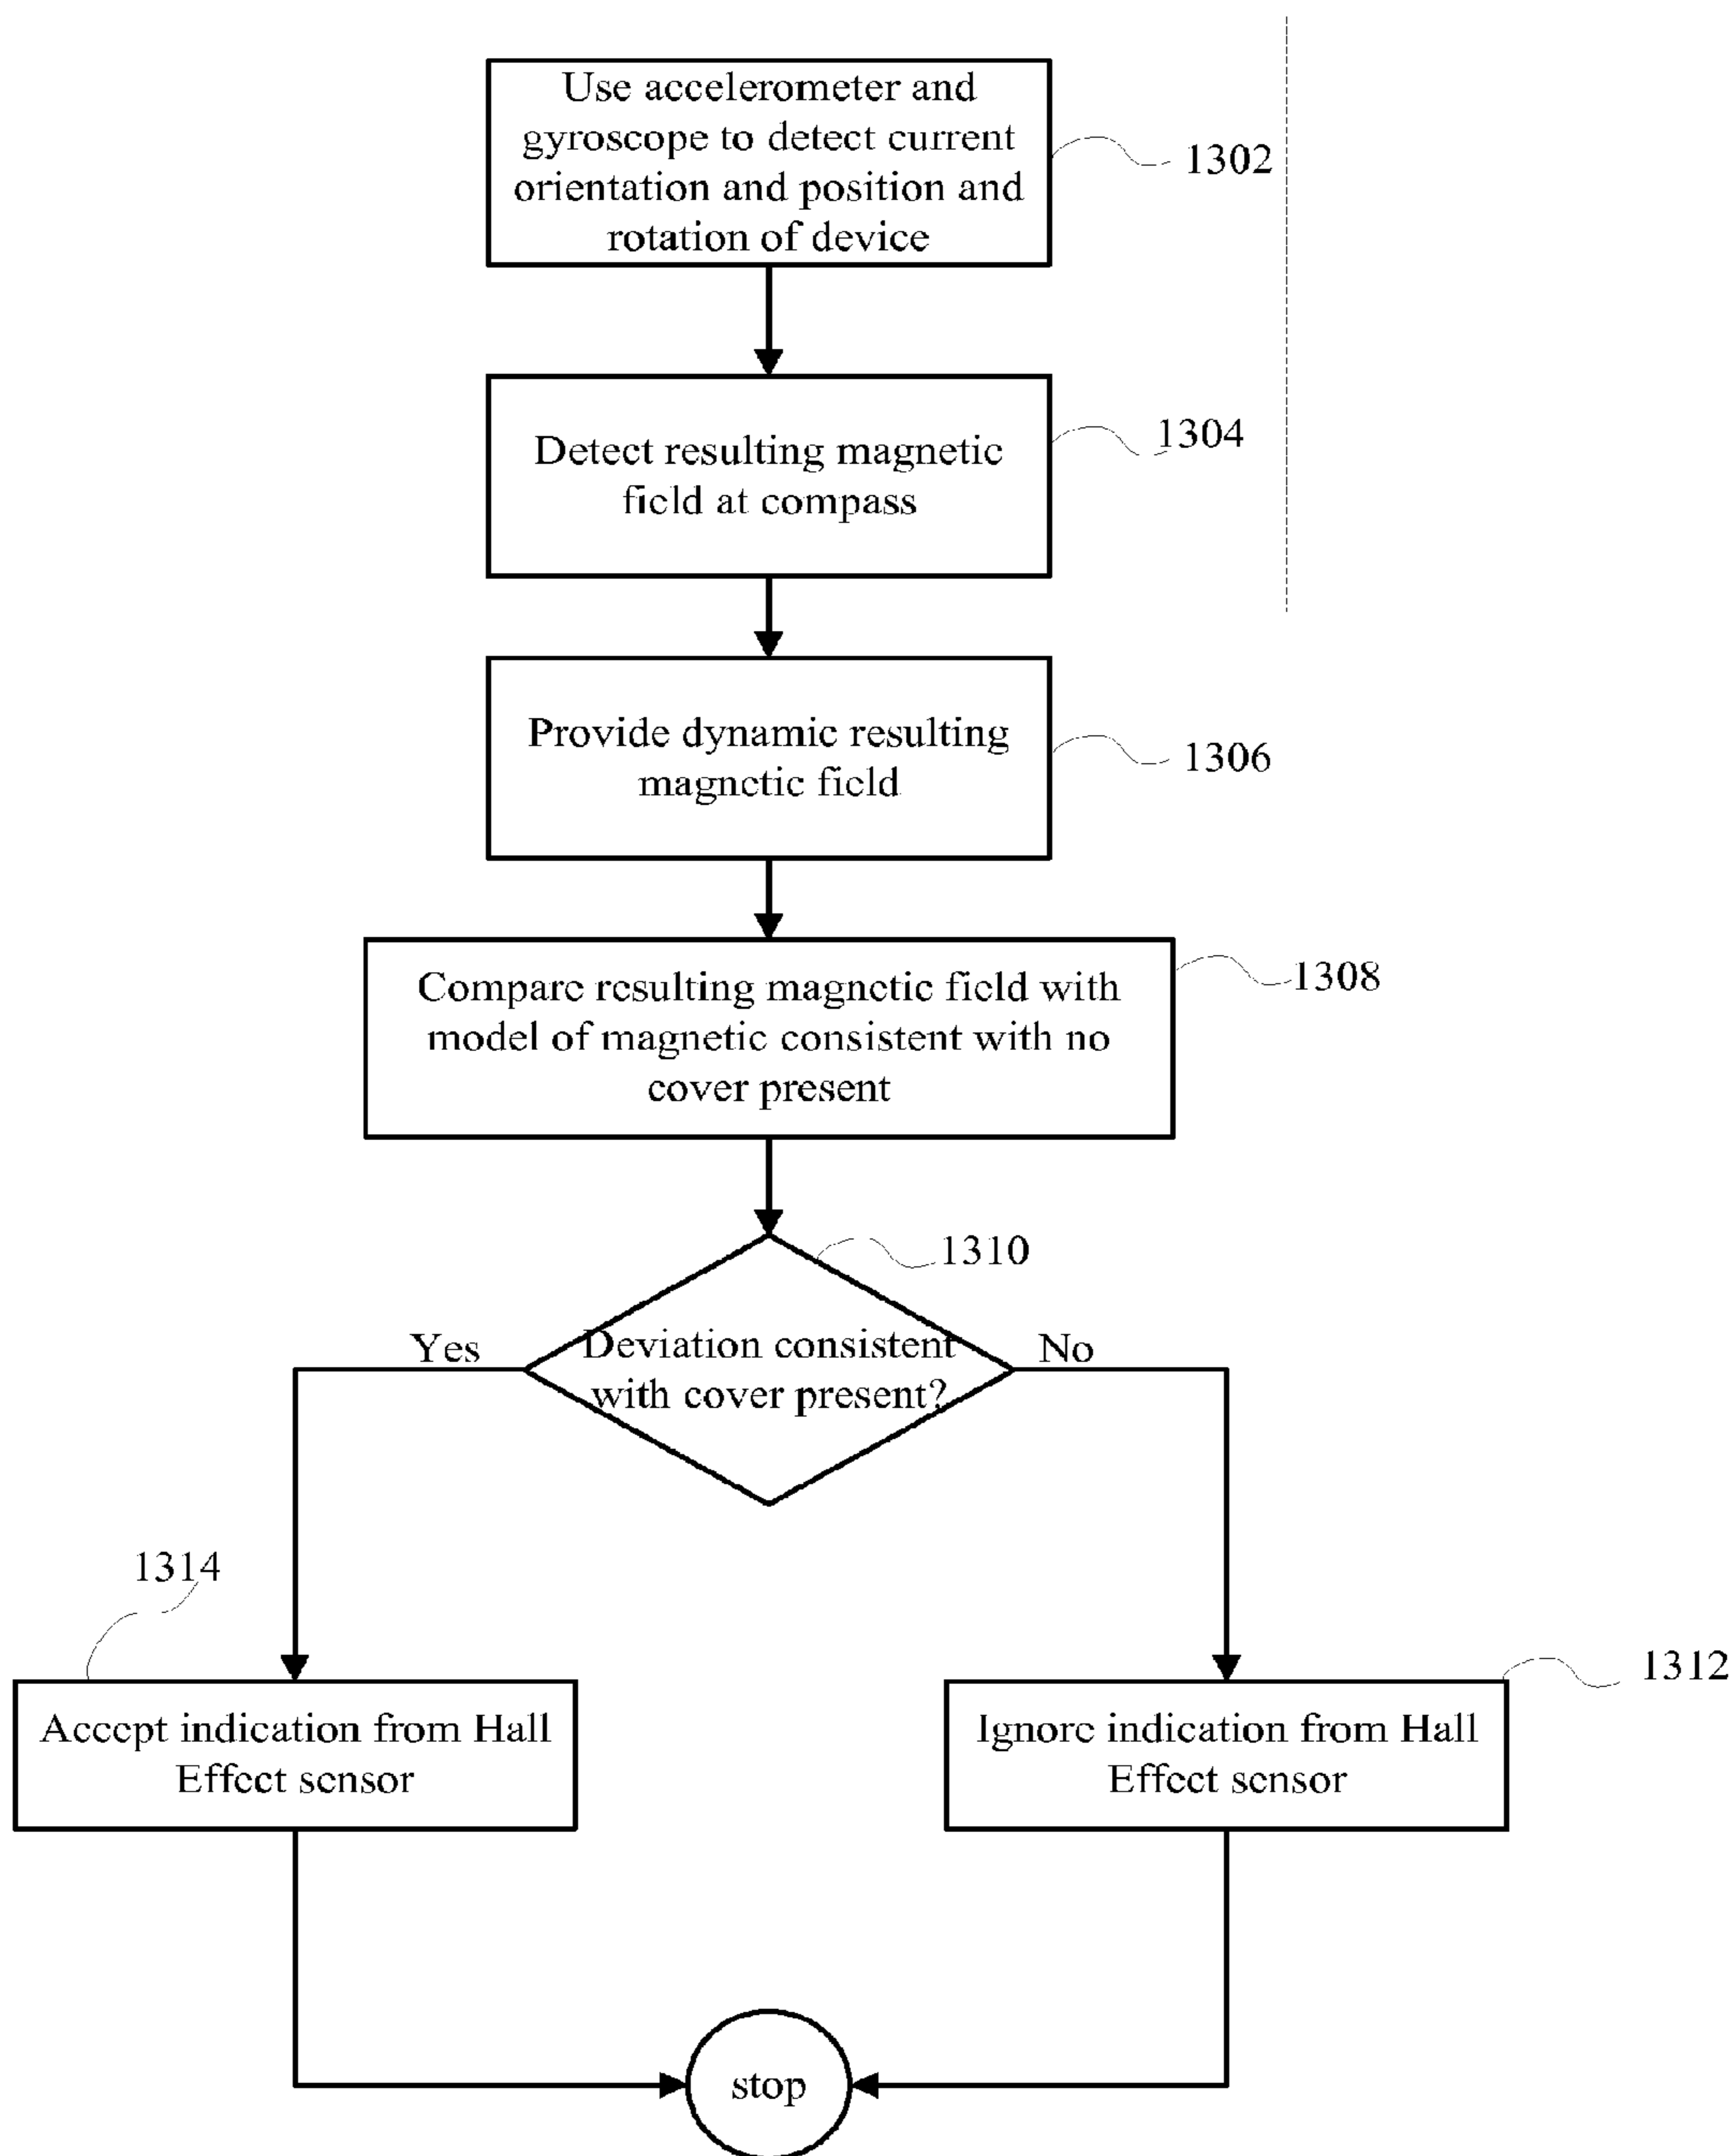 Use accelerometer and
gyroscope to detect current
orientation and position and
rotation of device
1302
Detect resulting magnetic
field at compass
1304
Provide dynamic resulting
magnetic field
1306
Compare resulting magnetic field with
model of magnetic consistent with no
cover present
1308
1310
Deviation consistent
with cover present?
Yes
No
1314
Accept indication from Hall
Effect sensor
1312
Ignore indication from Hall
Effect sensor
stop